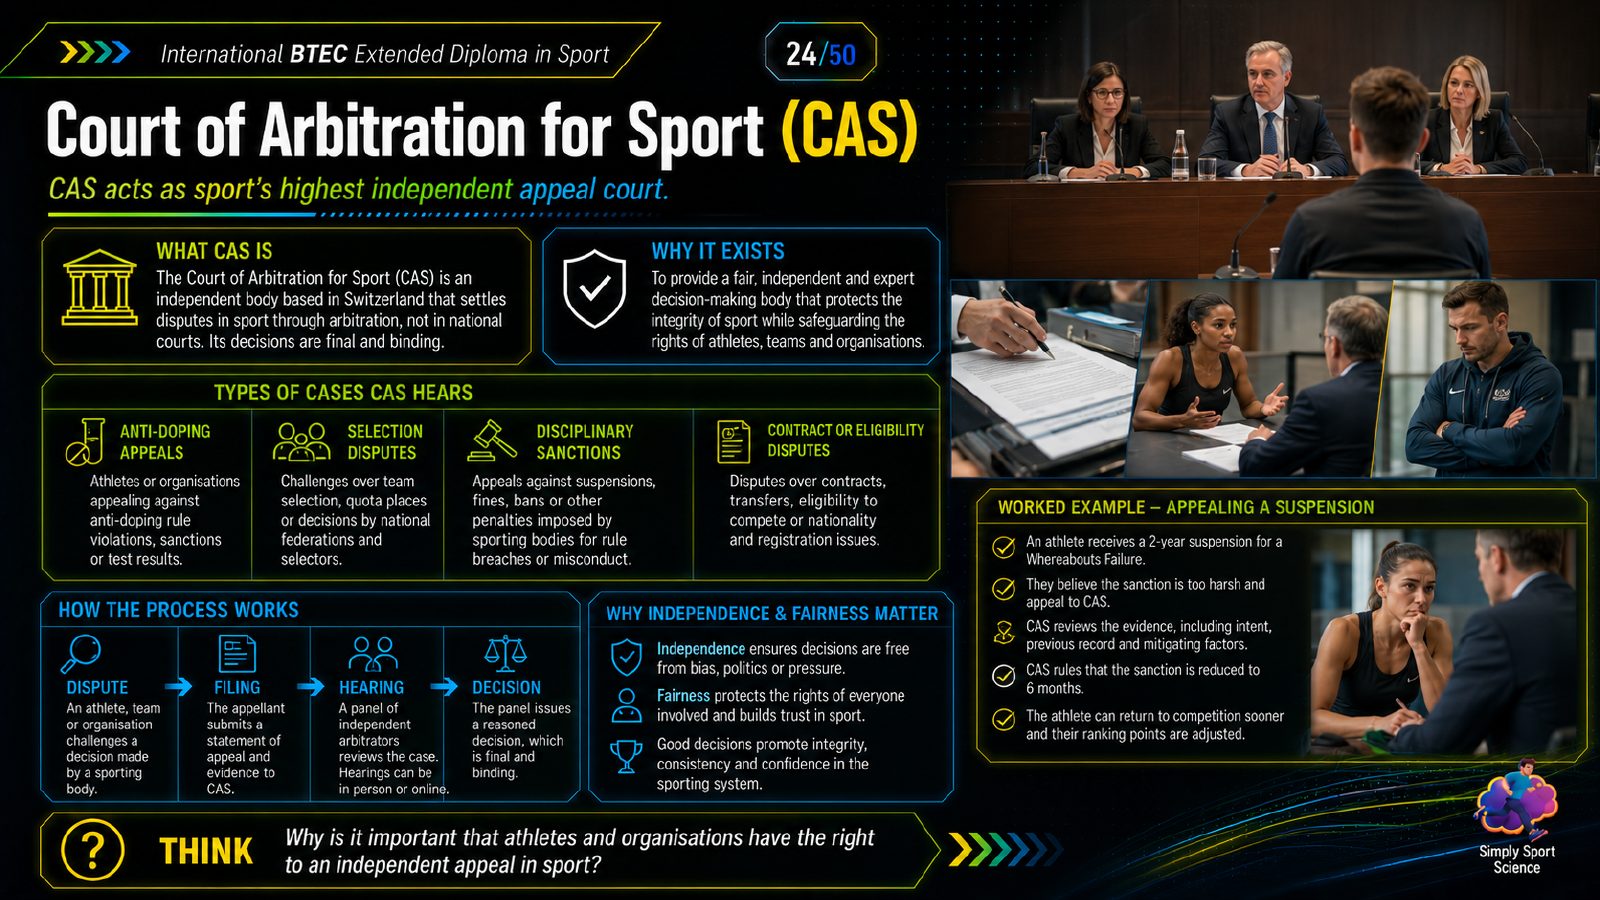 International BTEC Extended Diploma in Sport
24/50
Court of Arbitration for Sport (CAS)
CAS acts as sport's highest independent appeal court.
WHAT CAS IS
The Court of Arbitration for Sport (CAS) is an
independent body based in Switzerland that settles
disputes in sport through arbitration, not in national
courts. Its decisions are final and binding.
WHY IT EXISTS
To provide a fair, independent and expert
decision-making body that protects the
integrity of sport while safeguarding the
rights of athletes, teams and organisations.
TYPES OF CASES CAS HEARS
ANTI-DOPING
APPEALS
Athletes or organisations
appealing against
anti-doping rule
violations, sanctions
or test results.
SELECTION
DISPUTES
Challenges over team
selection, quota places
or decisions by national
federations and
selectors.
DISCIPLINARY
SANCTIONS
Appeals against suspensions,
fines, bans or other
penalties imposed by
sporting bodies for rule
breaches or misconduct.
CONTRACT OR ELIGIBILITY
DISPUTES
Disputes over contracts,
transfers, eligibility to
compete or nationality
and registration issues.
HOW THE PROCESS WORKS
DISPUTE
An athlete, team
or organisation
challenges a
decision made
by a sporting
body.
FILING
The appellant
submits a
statement of
appeal and
evidence to
CAS.
HEARING
A panel of
independent
arbitrators
reviews the case.
Hearings can be
in person or online.
DECISION
The panel issues
a reasoned
decision, which
is final and
binding.
WHY INDEPENDENCE & FAIRNESS MATTER
Independence ensures decisions are free
from bias, politics or pressure.
Fairness protects the rights of everyone
involved and builds trust in sport.
Good decisions promote integrity,
consistency and confidence in the
sporting system.
WORKED EXAMPLE – APPEALING A SUSPENSION
An athlete receives a 2-year suspension for a
Whereabouts Failure.
They believe the sanction is too harsh and
appeal to CAS.
CAS reviews the evidence, including intent,
previous record and mitigating factors.
CAS rules that the sanction is reduced to
6 months.
The athlete can return to competition sooner
and their ranking points are adjusted.
THINK
Why is it important that athletes and organisations have the right
to an independent appeal in sport?
Simply Sport
Science